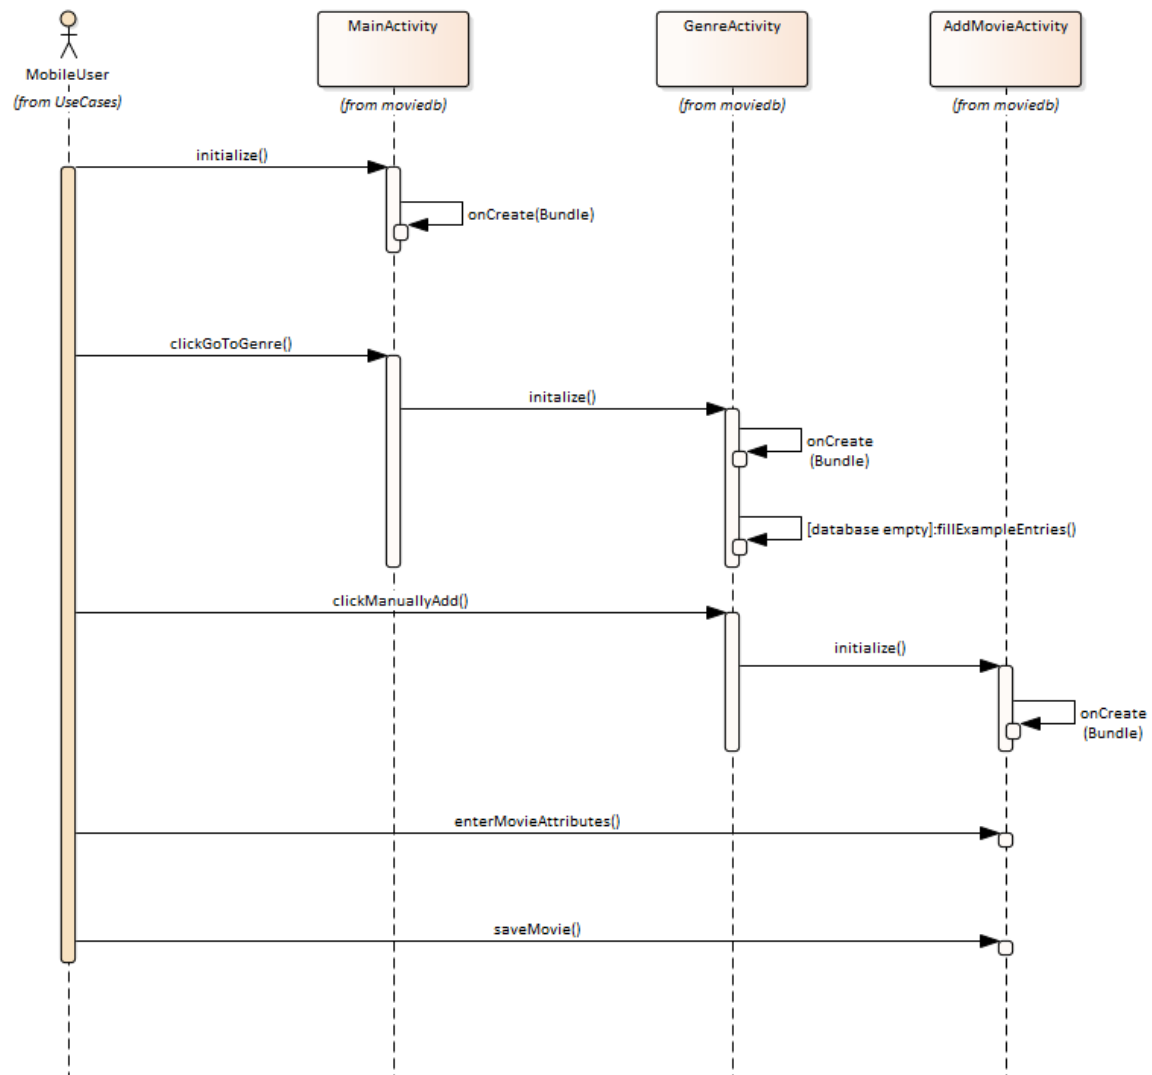 MainActivity
GenreActivity
AddMovieActivity
MobileUser
(from UseCases)
(from moviedb)
(from moviedb)
(from moviedb)
initialize()
onCreate(Bundle)
clickGoToGenre()
initalize()
onCreate
(Bundle)
[database empty]:fillExampleEntries()
clickManuallyAdd()
initialize()
onCreate
(Bundle)
enterMovieAttributes()
saveMovie()